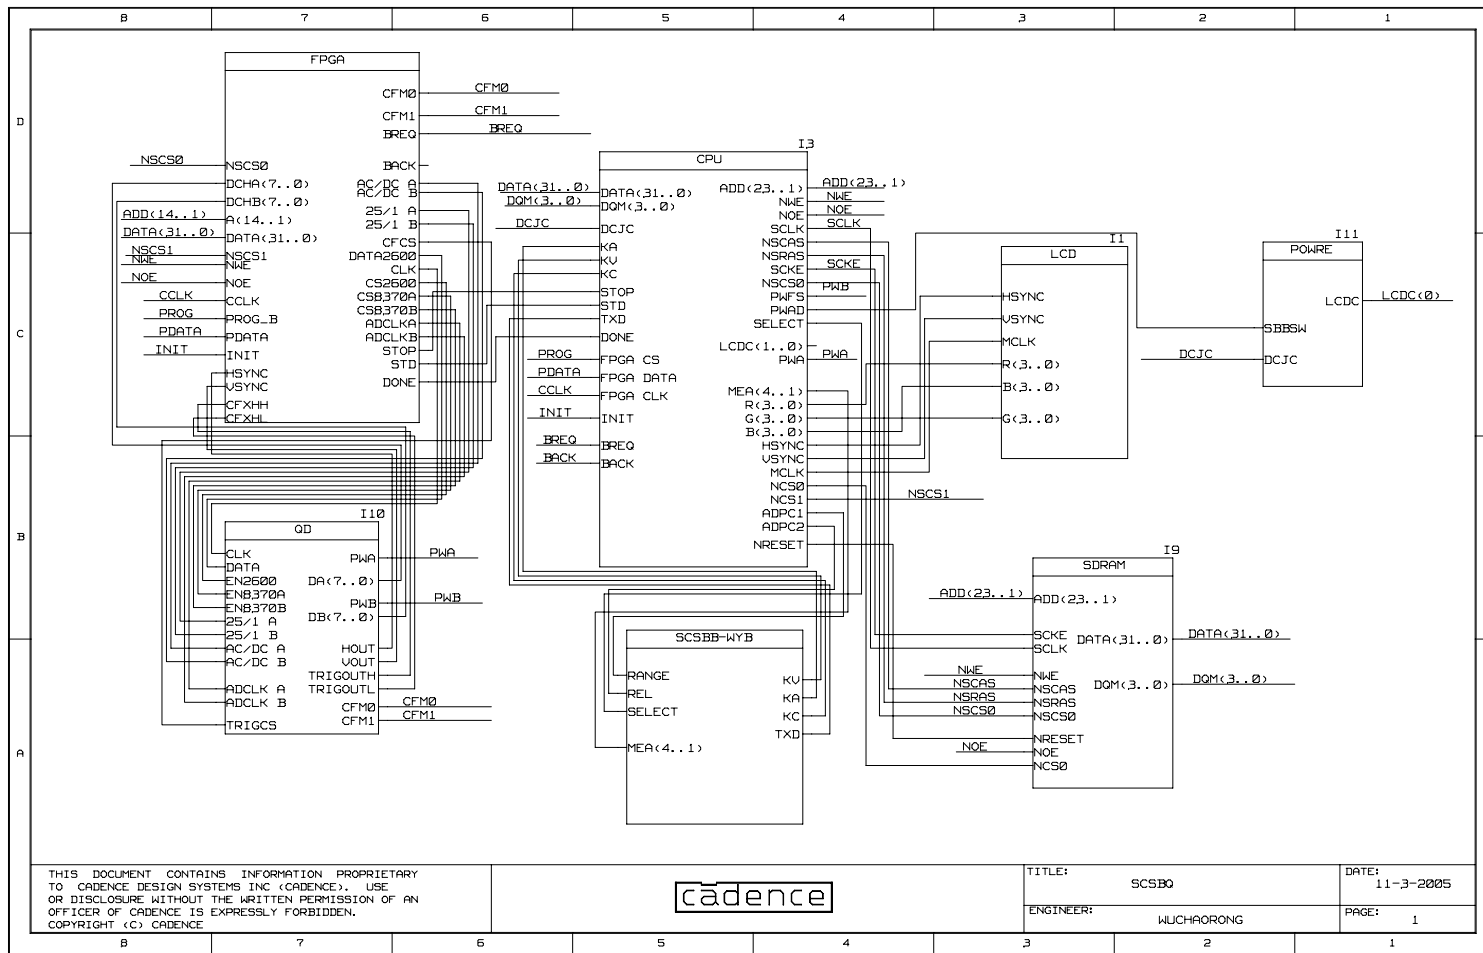 8 7 6 5 4 3 2 1
D
C
B
A
FPGA
CFM0 CFM0
CFM1 CFM1
BREQ BREQ
NSCS0 NSCS0
BACK
DCHA(7..0)
AC/DC A
AC/DC B
DCHB(7..0)
25/1 A
ADD(14..1) A(14..1)
25/1 B
DATA(31..0) DATA(31..0)
CFCS
NSCS1 NSCS1
DATA2600
NWE NWE
CLK
NOE NOE
CS2600
CCLK CCLK
CS8370A
CS8370B
PROG PROG_B
ADCLKA
PDATA PDATA
ADCLKB
INIT INIT
STOP
STD
HSYNC
DONE
VSYNC
CFXHH
CFXHL
I3
CPU
DATA(31..0) DATA(31..0)
DQM(3..0) DQM(3..0)
DCJC DCJC
KA
KV
KC
STOP
STD
TXD
DONE
PROG FPGA CS
PDATA FPGA DATA
CCLK FPGA CLK
INIT INIT
BREQ BREQ
BACK BACK
ADD(23..1) ADD(23..1)
NWE NWE
NOE NOE
SCLK SCLK
NSCAS
NSRAS
SCKE SCKE
NSCS0
PWFS PWB
PWAD
SELECT
LCDC(1..0)
PWA PWA
MEA(4..1)
R(3..0)
G(3..0)
B(3..0)
HSYNC
VSYNC
MCLK
NCS0
NCS1 NSCS1
ADPC1
ADPC2
NRESET
I1
LCD
HSYNC
VSYNC
MCLK
R(3..0)
B(3..0)
G(3..0)
I11
POWRE
LCDC LCDC(0)
SBBSW
DCJC DCJC
I10
QD
CLK
DATA
EN2600
EN8370A
EN8370B
25/1 A
25/1 B
AC/DC A
AC/DC B
ADCLK A
ADCLK B
TRIGCS
PWA PWA
DA(7..0)
PWB PWB
DB(7..0)
HOUT
VOUT
TRIGOUTH
TRIGOUTL
CFM0 CFM0
CFM1 CFM1
SCSBB-WYB
RANGE
REL
SELECT
MEA(4..1)
KV
KA
KC
TXD
I9
SDRAM
ADD(23..1) ADD(23..1)
SCKE
SCLK
NWE NWE
NSCAS NSCAS
NSRAS NSRAS
NSCS0 NSCS0
NRESET
NOE NOE
NCS0
DATA(31..0) DATA(31..0)
DQM(3..0) DQM(3..0)
THIS DOCUMENT CONTAINS INFORMATION PROPRIETARY
TO CADENCE DESIGN SYSTEMS INC (CADENCE). USE
OR DISCLOSURE WITHOUT THE WRITTEN PERMISSION OF AN
OFFICER OF CADENCE IS EXPRESSLY FORBIDDEN.
COPYRIGHT (C) CADENCE
cādence
TITLE:
SCSBQ
DATE:
11-3-2005
ENGINEER:
WUCHAORONG
PAGE:
1
8 7 6 5 4 3 2 1